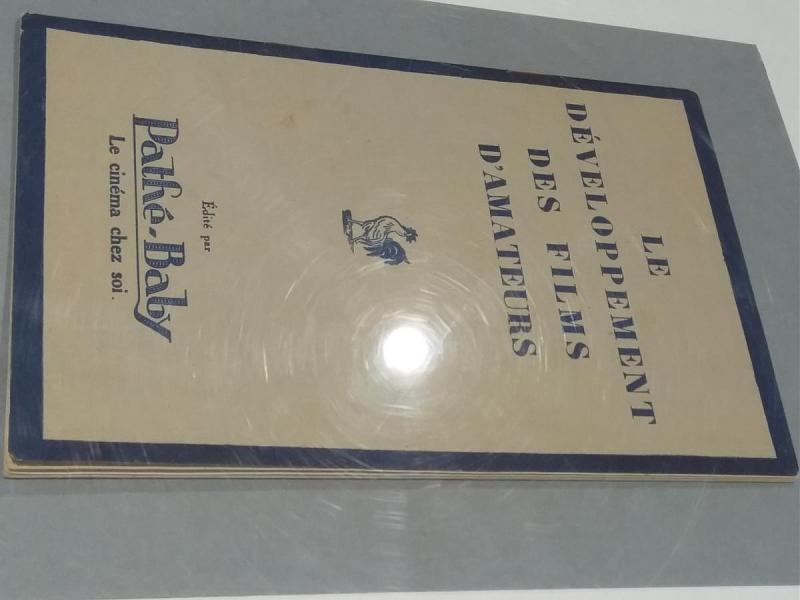 LE
DÉVELOPPEMENT
DES FILMS
D'AMATEURS
Édité par
Pathé-Baby
Le cinéma chez soi.